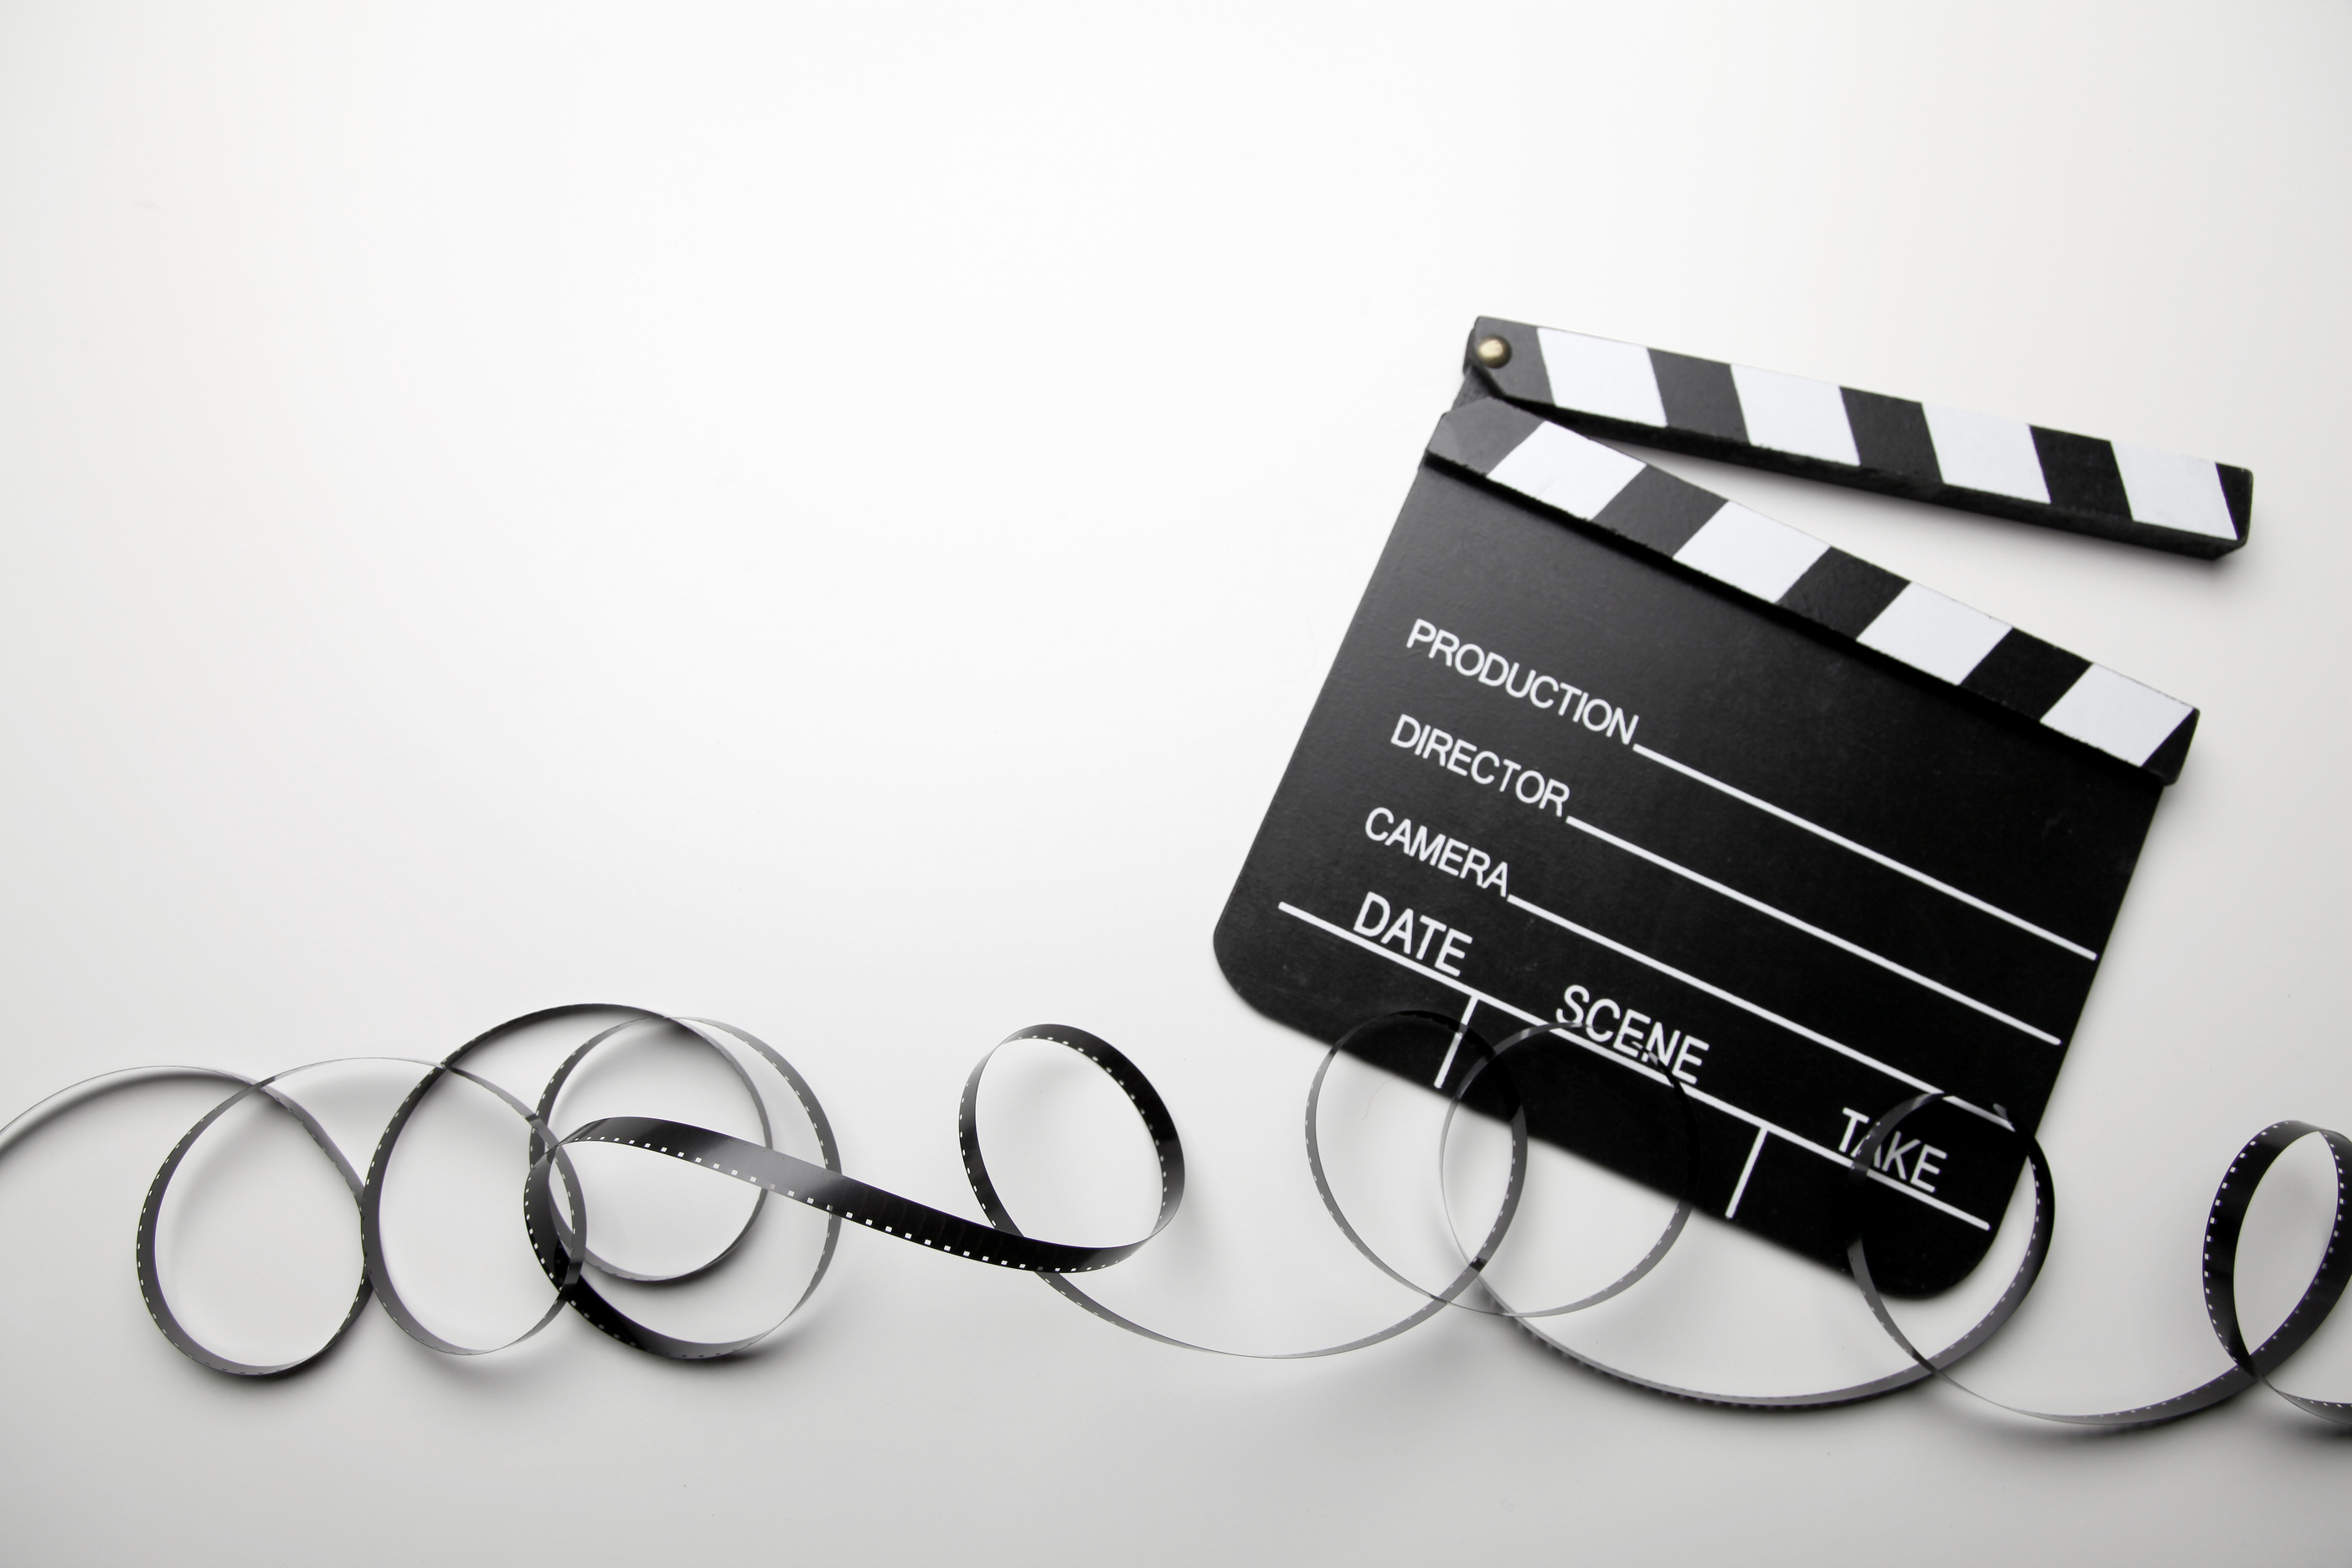 PRODUCTION
DIRECTOR
CAMERA
DATE
SCENE
TAKE